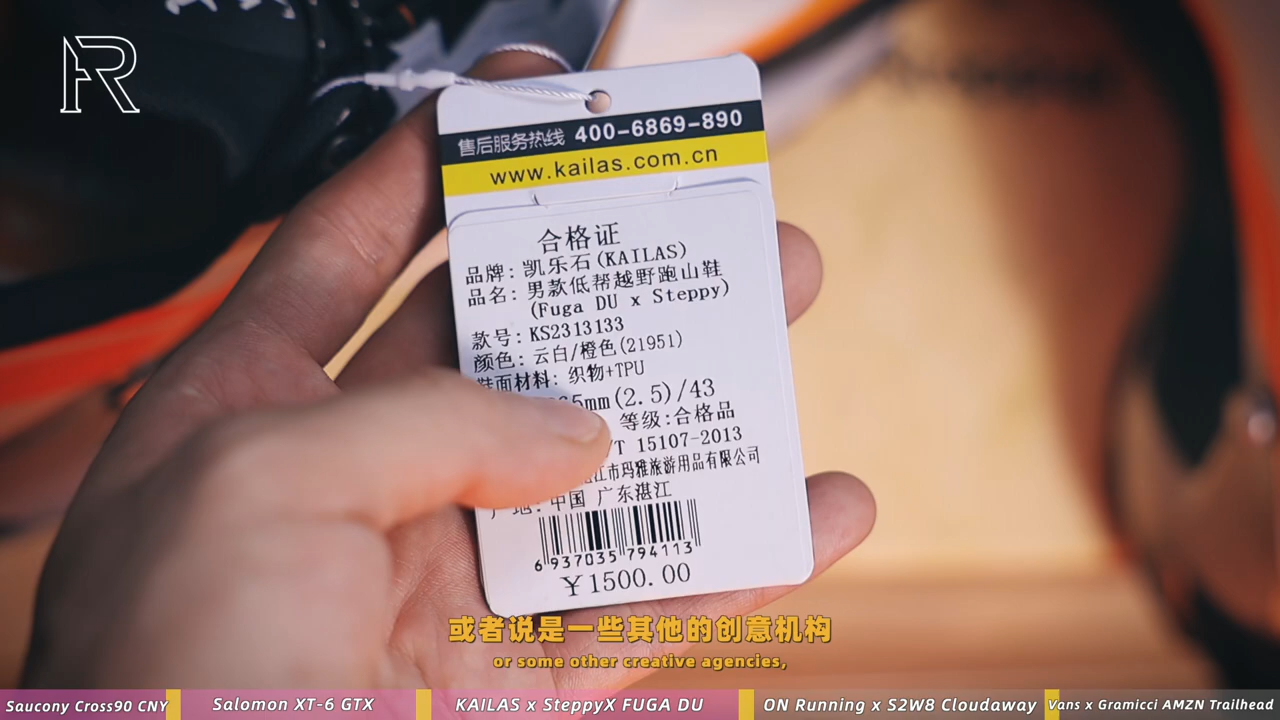 R
售后服务热线 400-6869-890
www.kailas.com.cn
合格证
品牌: 凯乐石(KAILAS)
品名: 男款低帮越野跑山鞋
(Fuga DU x Steppy)
款号: KS2313133
颜色: 云白/橙色(21951)
鞋面材料: 织物+TPU
5mm(2.5)/43
等级:合格品
/T 15107-2013
江市玛雅旅游用品有限公司
产地: 中国 广东湛江
6 937035 794113
￥1500.00
或者说是一些其他的创意机构
or some other creative agencies,
Saucony Cross90 CNY
Salomon XT-6 GTX
KAILAS x SteppyX FUGA DU
ON Running x S2W8 Cloudaway
Vans x Gramicci AMZN Trailhead